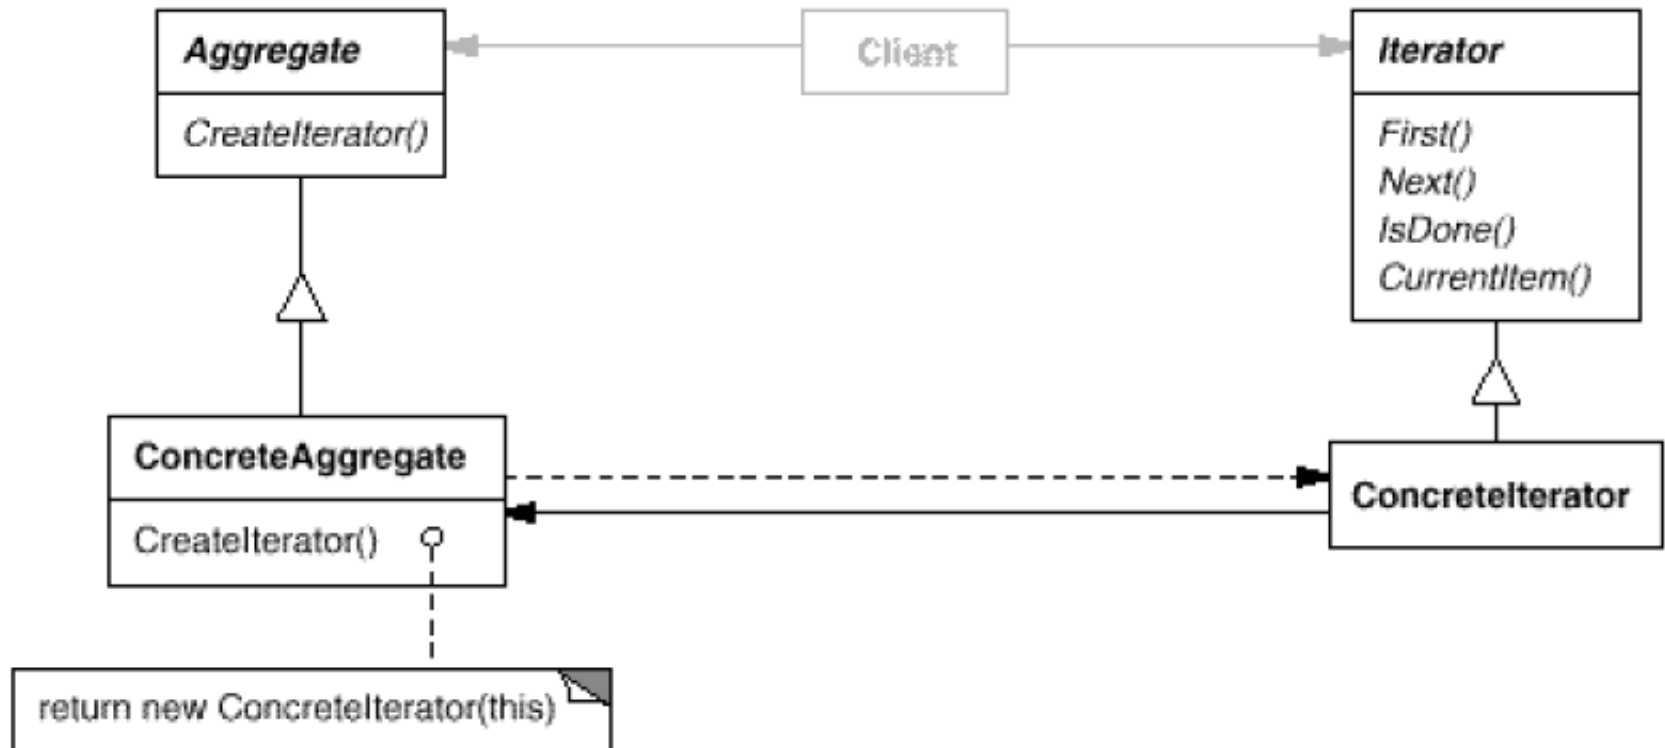 Aggregate
CreateIterator()
Client
Iterator
First()
Next()
IsDone()
CurrentItem()
ConcreteAggregate
CreateIterator()
ConcreteIterator
return new ConcreteIterator(this)